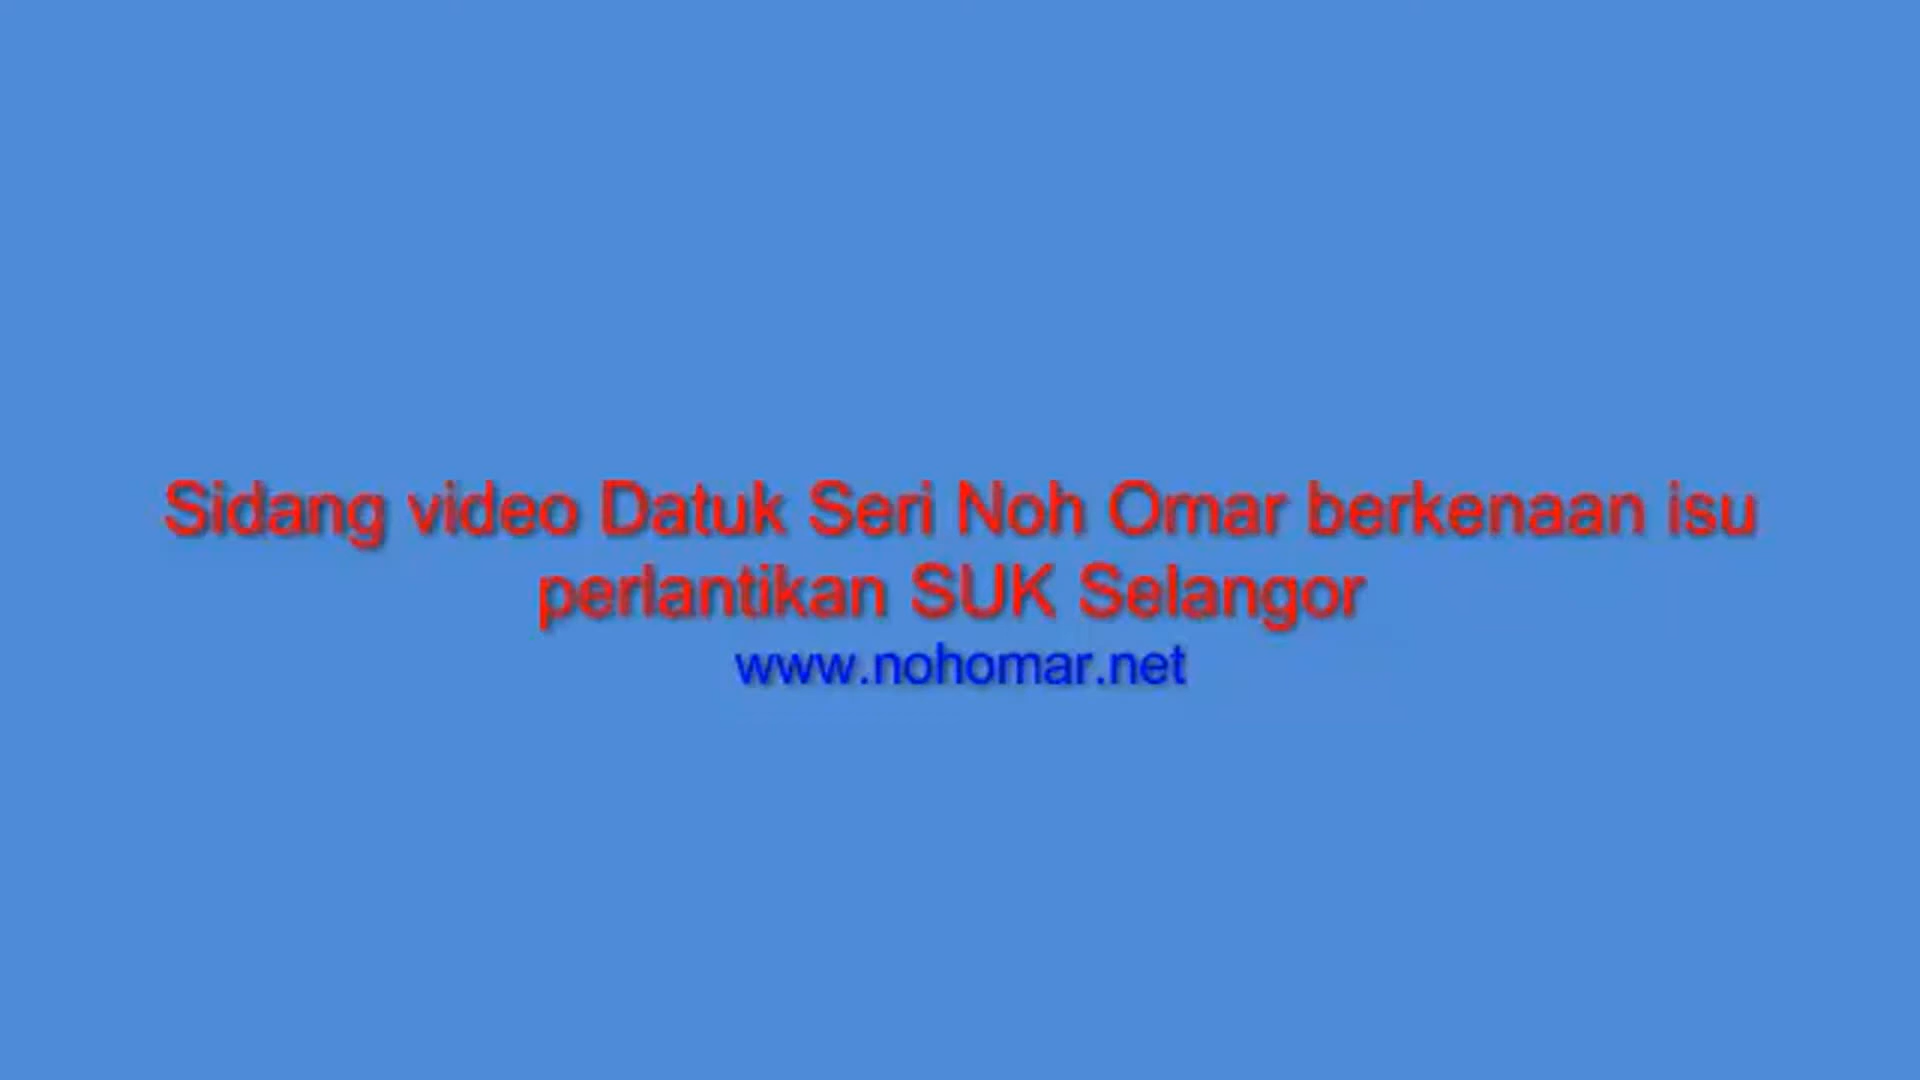 Sidang video Datuk Seri Noh Omar berkenaan isu
perlantikan SUK Selangor
www.nohomar.net